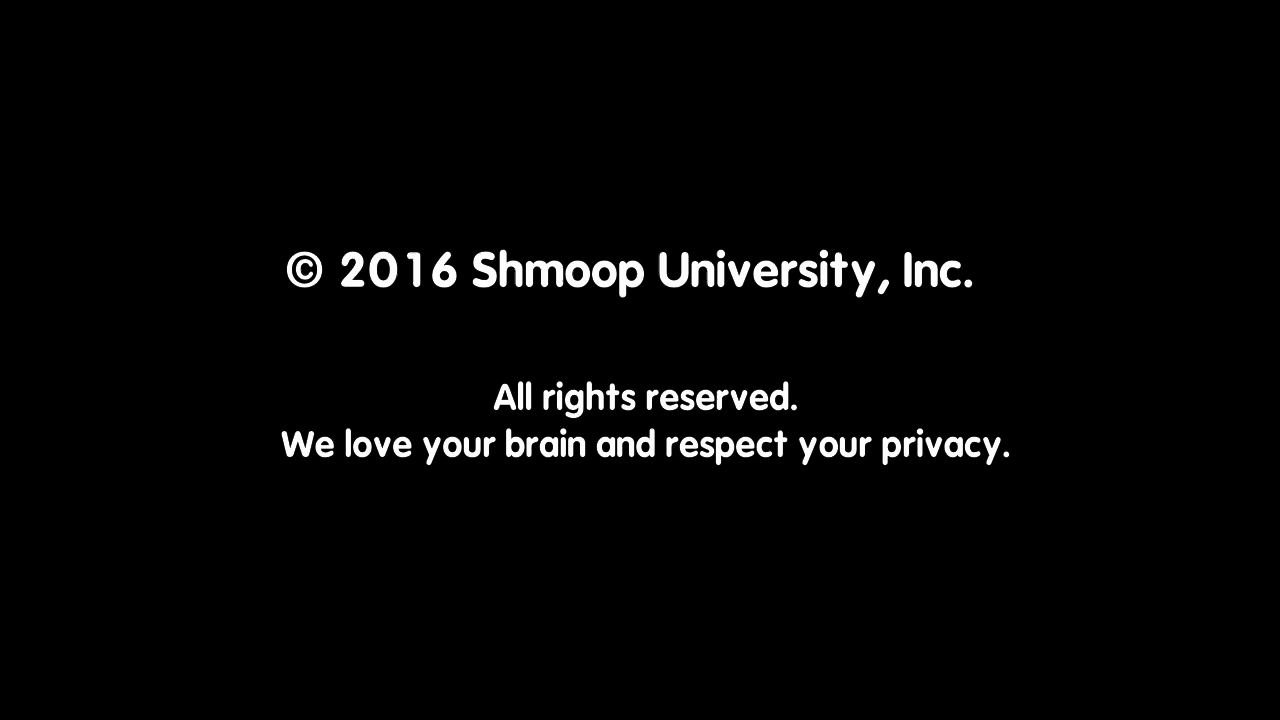 © 2016 Shmoop University, Inc.
All rights reserved.
We love your brain and respect your privacy.